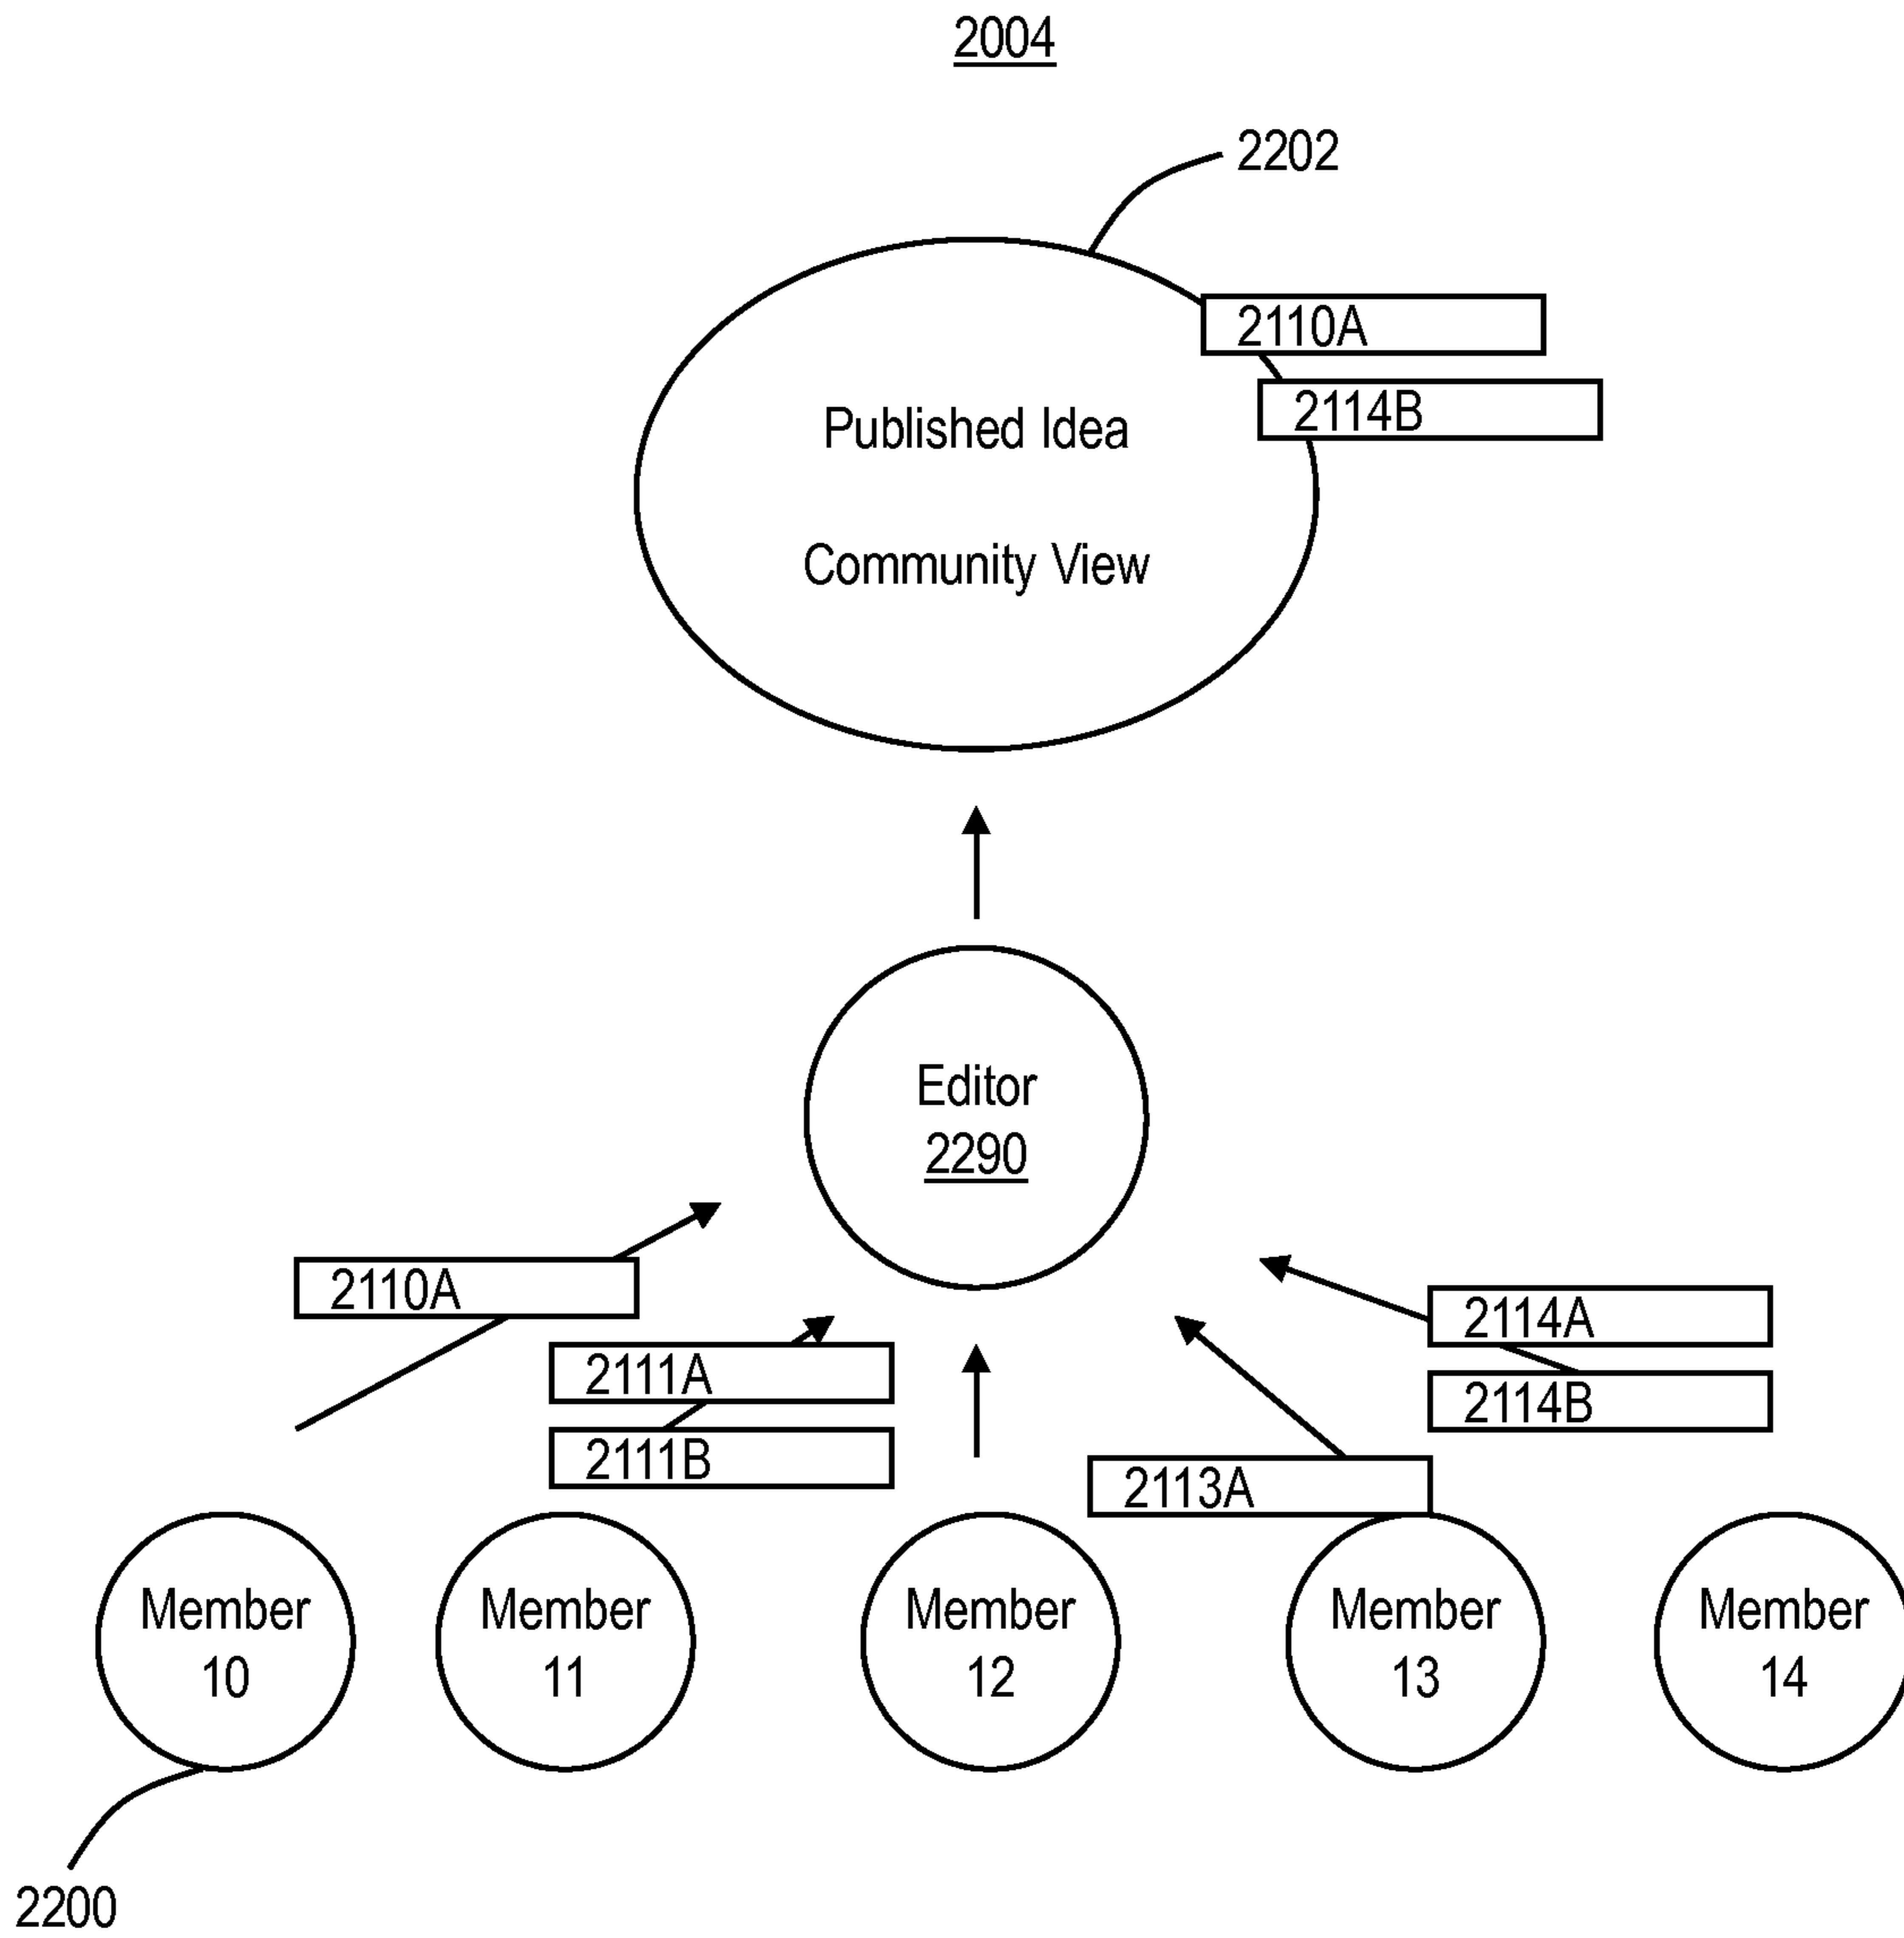 2004
2202
2110A
2114B
Published Idea
Community View
Editor
2290
2110A
2111A
2111B
2113A
2114A
2114B
Member
10
Member
11
Member
12
Member
13
Member
14
2200